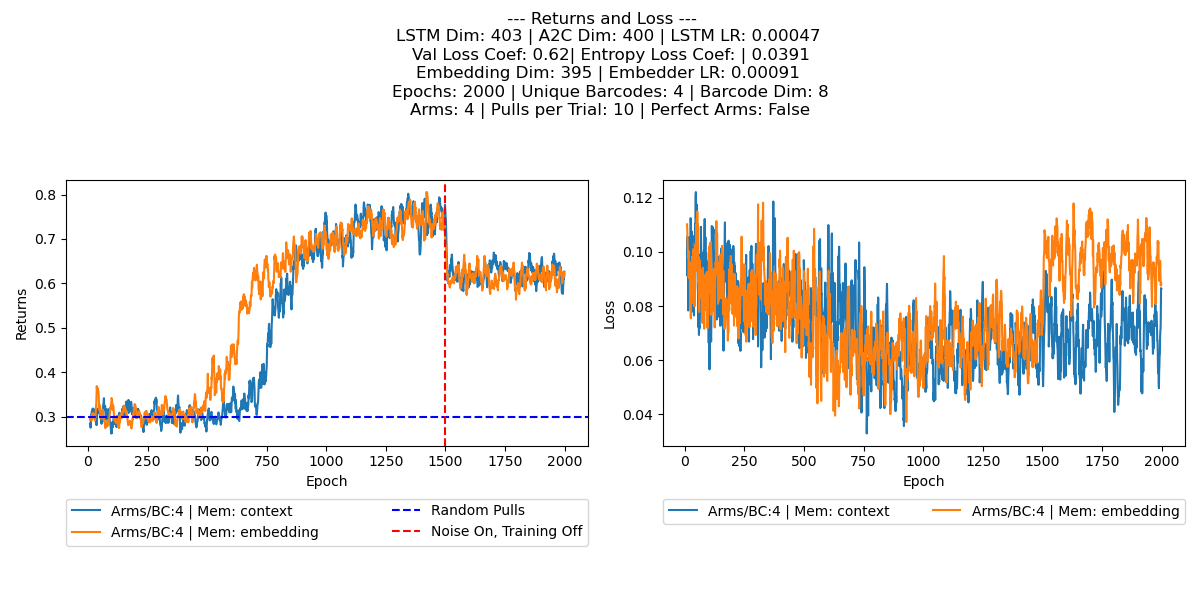 --- Returns and Loss ---
LSTM Dim: 403 | A2C Dim: 400 | LSTM LR: 0.00047
Val Loss Coef: 0.62| Entropy Loss Coef: | 0.0391
Embedding Dim: 395 | Embedder LR: 0.00091
Epochs: 2000 | Unique Barcodes: 4 | Barcode Dim: 8
Arms: 4 | Pulls per Trial: 10 | Perfect Arms: False
0.8
0.7
0.6
0.5
0.4
0.3
Returns
0 250 500 750 1000 1250 1500 1750 2000
Epoch
Arms/BC:4 | Mem: context
Arms/BC:4 | Mem: embedding
Random Pulls
Noise On, Training Off
0.12
0.10
0.08
0.06
0.04
Loss
0 250 500 750 1000 1250 1500 1750 2000
Epoch
Arms/BC:4 | Mem: context
Arms/BC:4 | Mem: embedding